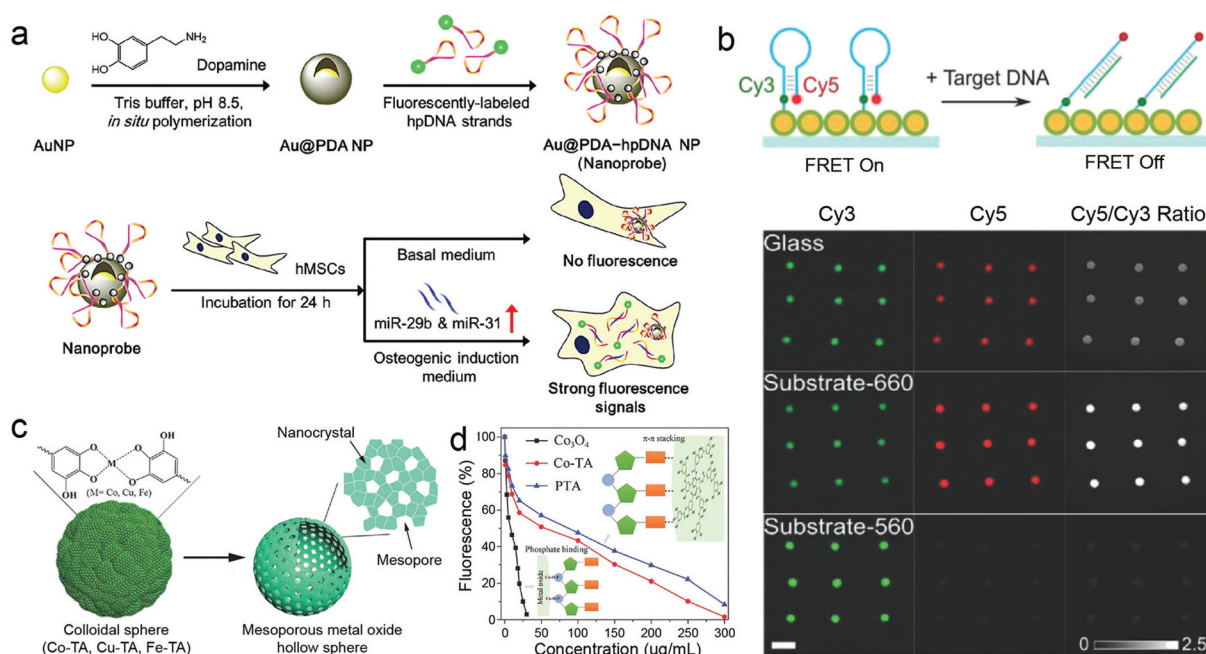 a
HO
HO
NH2
Dopamine
Tris buffer, pH 8.5,
in situ polymerization
AuNP
Au@PDA NP
Fluorescently-labeled
hpDNA strands
Au@PDA–hpDNA NP
(Nanoprobe)
Nanoprobe
hMSCs
Incubation for 24 h
Basal medium
No fluorescence
miR-29b & miR-31
Osteogenic induction
medium
Strong fluorescence
signals
b
Cy3
Cy5
+ Target DNA
FRET On
FRET Off
Cy3
Cy5
Cy5/Cy3 Ratio
Glass
Substrate-660
Substrate-560
0
2.5
c
OH
O
O
M
O
O
OH
(M= Co, Cu, Fe)
Colloidal sphere
(Co-TA, Cu-TA, Fe-TA)
Nanocrystal
Mesopore
Mesoporous metal oxide
hollow sphere
d
Fluorescence (%)
100
80
60
40
20
0
Co3O4
Co-TA
PTA
π-π stacking
Phosphate binding
Metal oxide
0
50
100
150
200
250
300
Concentration (ug/mL)